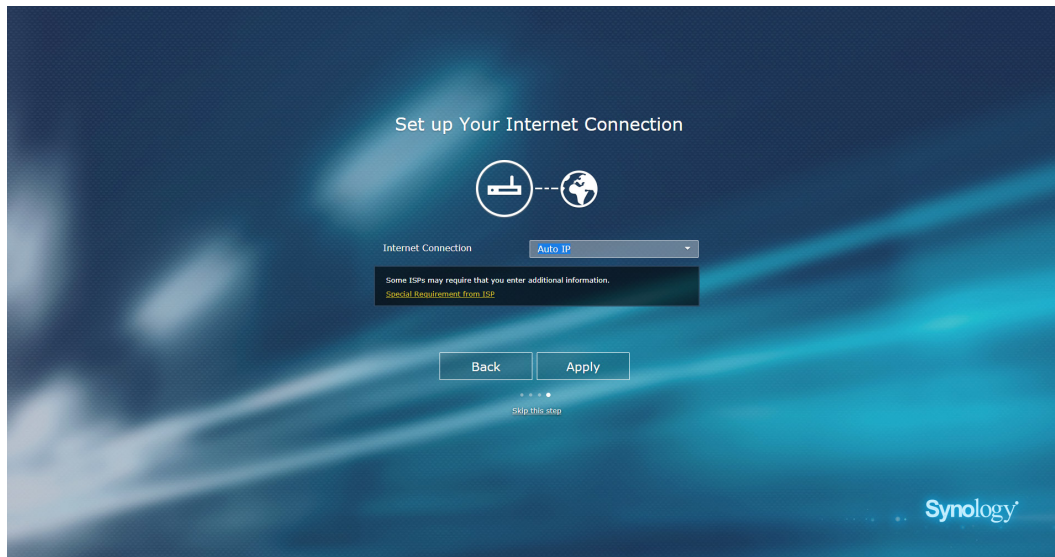 Set up Your Internet Connection
Internet Connection
Auto IP
Some ISPs may require that you enter additional information.
Special Requirement from ISP
Back
Apply
Skip this step
Synology